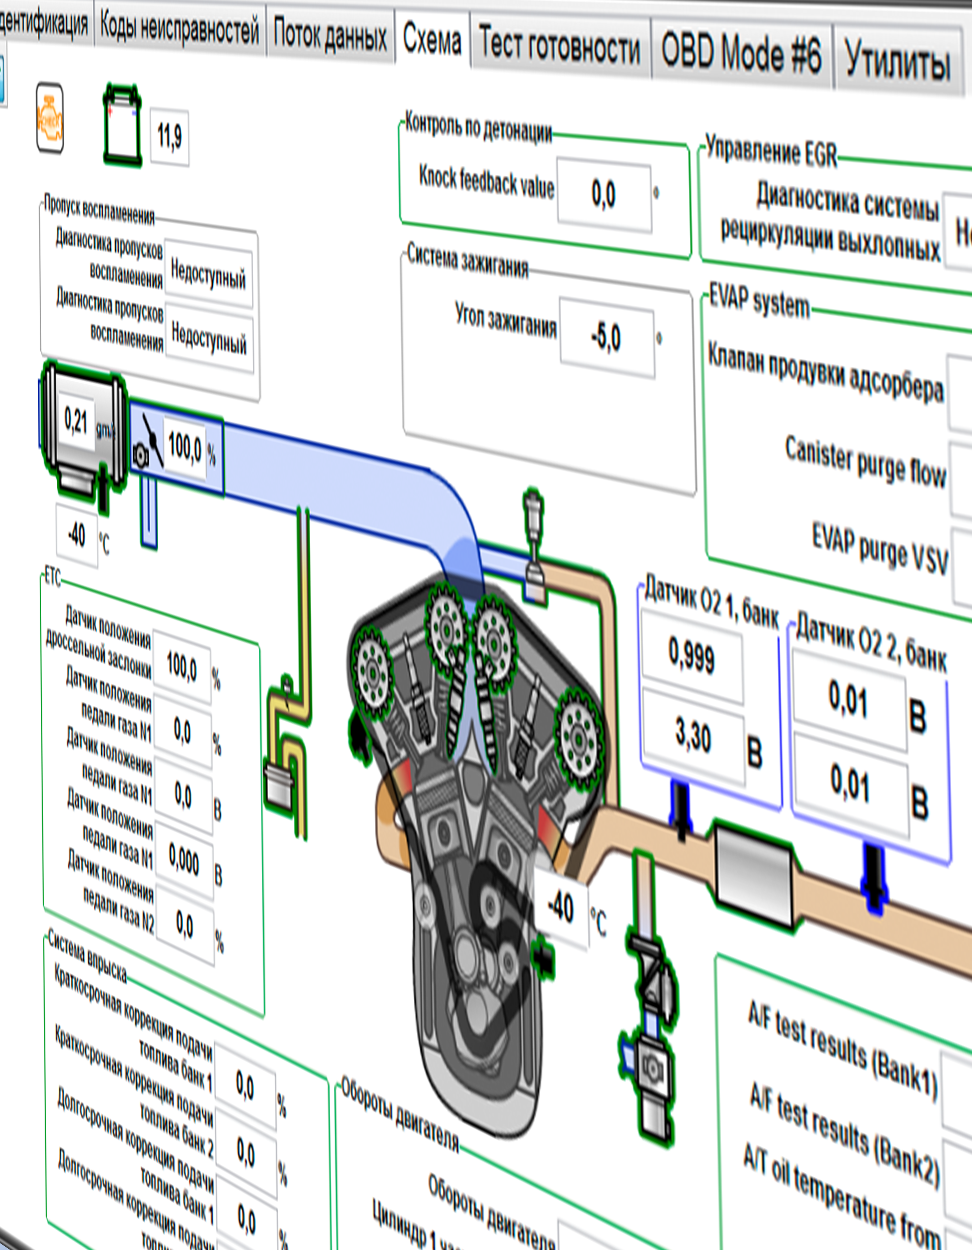 дентификация
Коды неисправностей
Поток данных
Схема
Тест готовности
OBD Mode #6
Утилиты
CHECK
11,9
Контроль по детонации
Knock feedback value
0,0
°
Управление EGR
Диагностика системы
рециркуляции выхлопных
Пропуск воспламенения
Диагностика пропусков
воспламенения
Недоступный
Диагностика пропусков
воспламенения
Недоступный
Система зажигания
Угол зажигания
-5,0
°
EVAP system
Клапан продувки адсорбера
Canister purge flow
EVAP purge VSV
0,21
gm/
100,0
%
-40
°C
ETC
Датчик положения
дроссельной заслонки
100,0
%
Датчик положения
педали газа N1
0,0
%
Датчик положения
педали газа N1
0,0
В
Датчик положения
педали газа N1
0,000
В
Датчик положения
педали газа N2
0,0
%
Датчик O2 1, банк
0,999
3,30
В
Датчик O2 2, банк
0,01
В
0,01
В
-40
°C
Система впрыска
Краткосрочная коррекция подачи
топлива банк 1
0,0
%
Краткосрочная коррекция подачи
топлива банк 2
0,0
%
Долгосрочная коррекция подачи
топлива банк 1
0,0
%
Долгосрочная коррекция подачи
Обороты двигателя
Обороты двигателя
Цилиндр 1 час
A/F test results (Bank1)
A/F test results (Bank2)
A/T oil temperature from